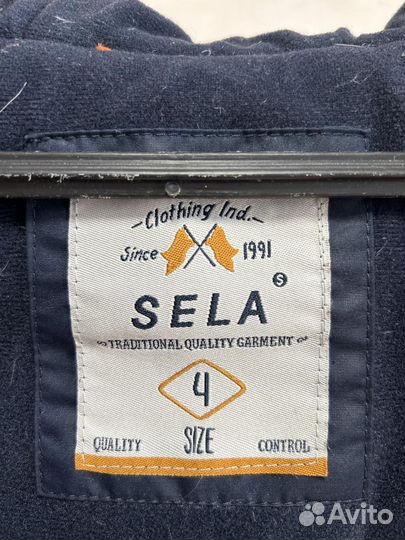 Clothing Ind.
Since 1991
SELA S
TRADITIONAL QUALITY GARMENT
4
QUALITY SIZE CONTROL
Avito